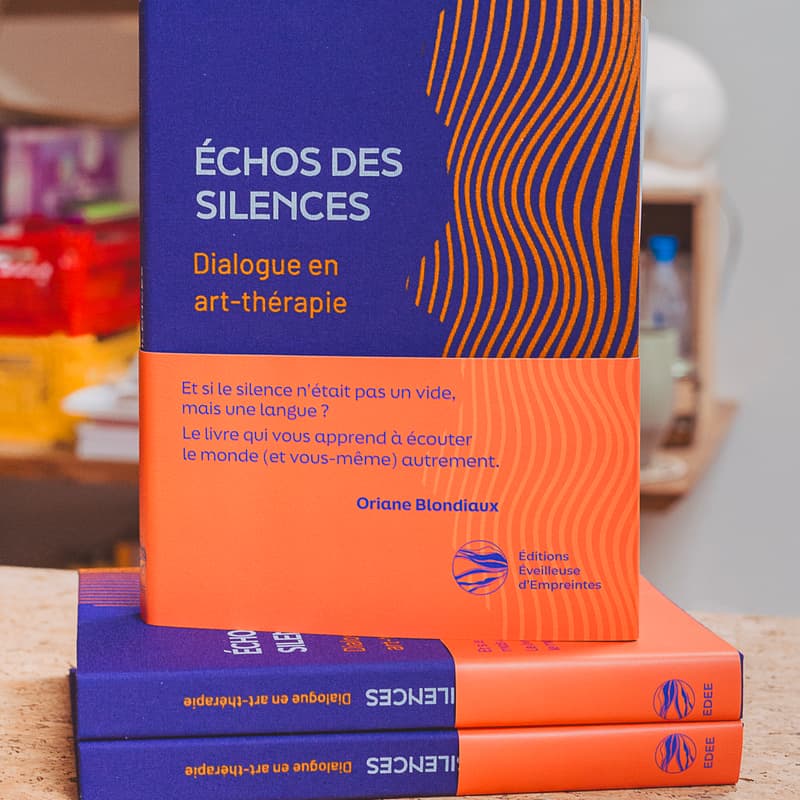 ÉCHOS DES
SILENCES
Dialogue en
art-thérapie
Et si le silence n'était pas un vide,
mais une langue ?
Le livre qui vous apprend à écouter
le monde (et vous-même) autrement.
Oriane Blondiaux
Éditions
Éveilleuse
d'Empreintes
SILENCES
Dialogue en art-thérapie
EDEE
SILENCES
Dialogue en art-thérapie
EDEE